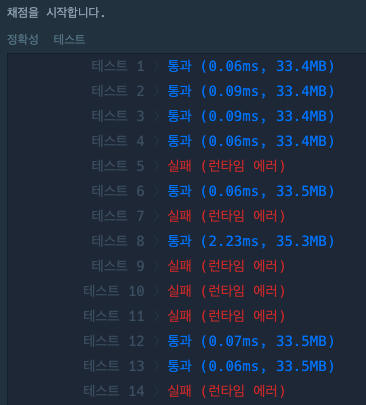 채점을 시작합니다.
정확성 테스트
테스트 1 〉 통과 (0.06ms, 33.4MB)
테스트 2 〉 통과 (0.09ms, 33.4MB)
테스트 3 〉 통과 (0.09ms, 33.4MB)
테스트 4 〉 통과 (0.06ms, 33.4MB)
테스트 5 〉 실패 (런타임 에러)
테스트 6 〉 통과 (0.06ms, 33.5MB)
테스트 7 〉 실패 (런타임 에러)
테스트 8 〉 통과 (2.23ms, 35.3MB)
테스트 9 〉 실패 (런타임 에러)
테스트 10 〉 실패 (런타임 에러)
테스트 11 〉 실패 (런타임 에러)
테스트 12 〉 통과 (0.07ms, 33.5MB)
테스트 13 〉 통과 (0.06ms, 33.5MB)
테스트 14 〉 실패 (런타임 에러)